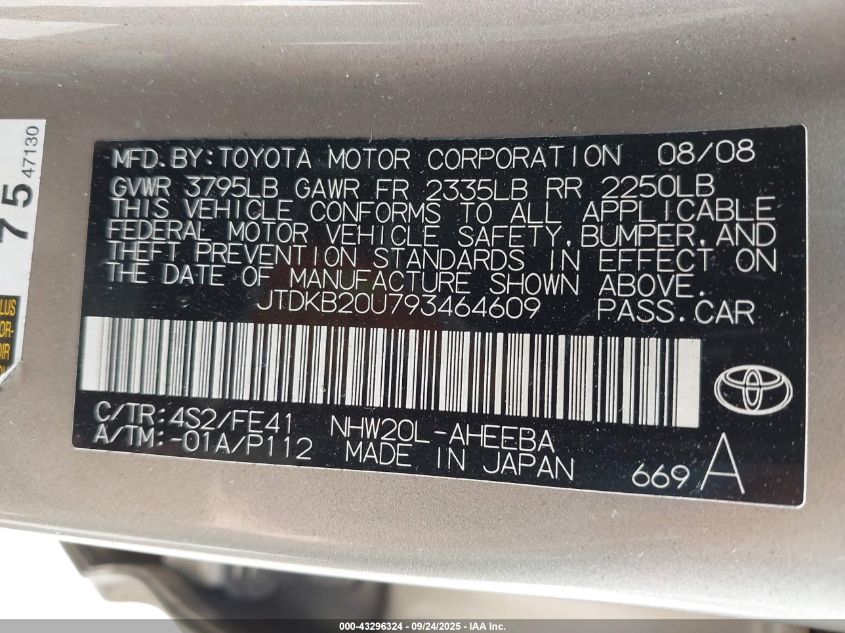 MFD. BY: TOYOTA MOTOR CORPORATION 08/08
GVWR 3795LB GAWR FR 2335LB RR 2250LB
THIS VEHICLE CONFORMS TO ALL APPLICABLE
FEDERAL MOTOR VEHICLE SAFETY, BUMPER, AND
THEFT PREVENTION STANDARDS IN EFFECT ON
THE DATE OF MANUFACTURE SHOWN ABOVE.
JTDKB20U793464609 PASS. CAR
C/TR: 4S2/FE41 NHW20L-AHEEBA
A/TM: -01A/P112 MADE IN JAPAN
669 A
75
47130
000-43296324 - 09/24/2025 - IAA Inc.